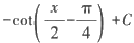 -cot(x/2 - π/4) + C